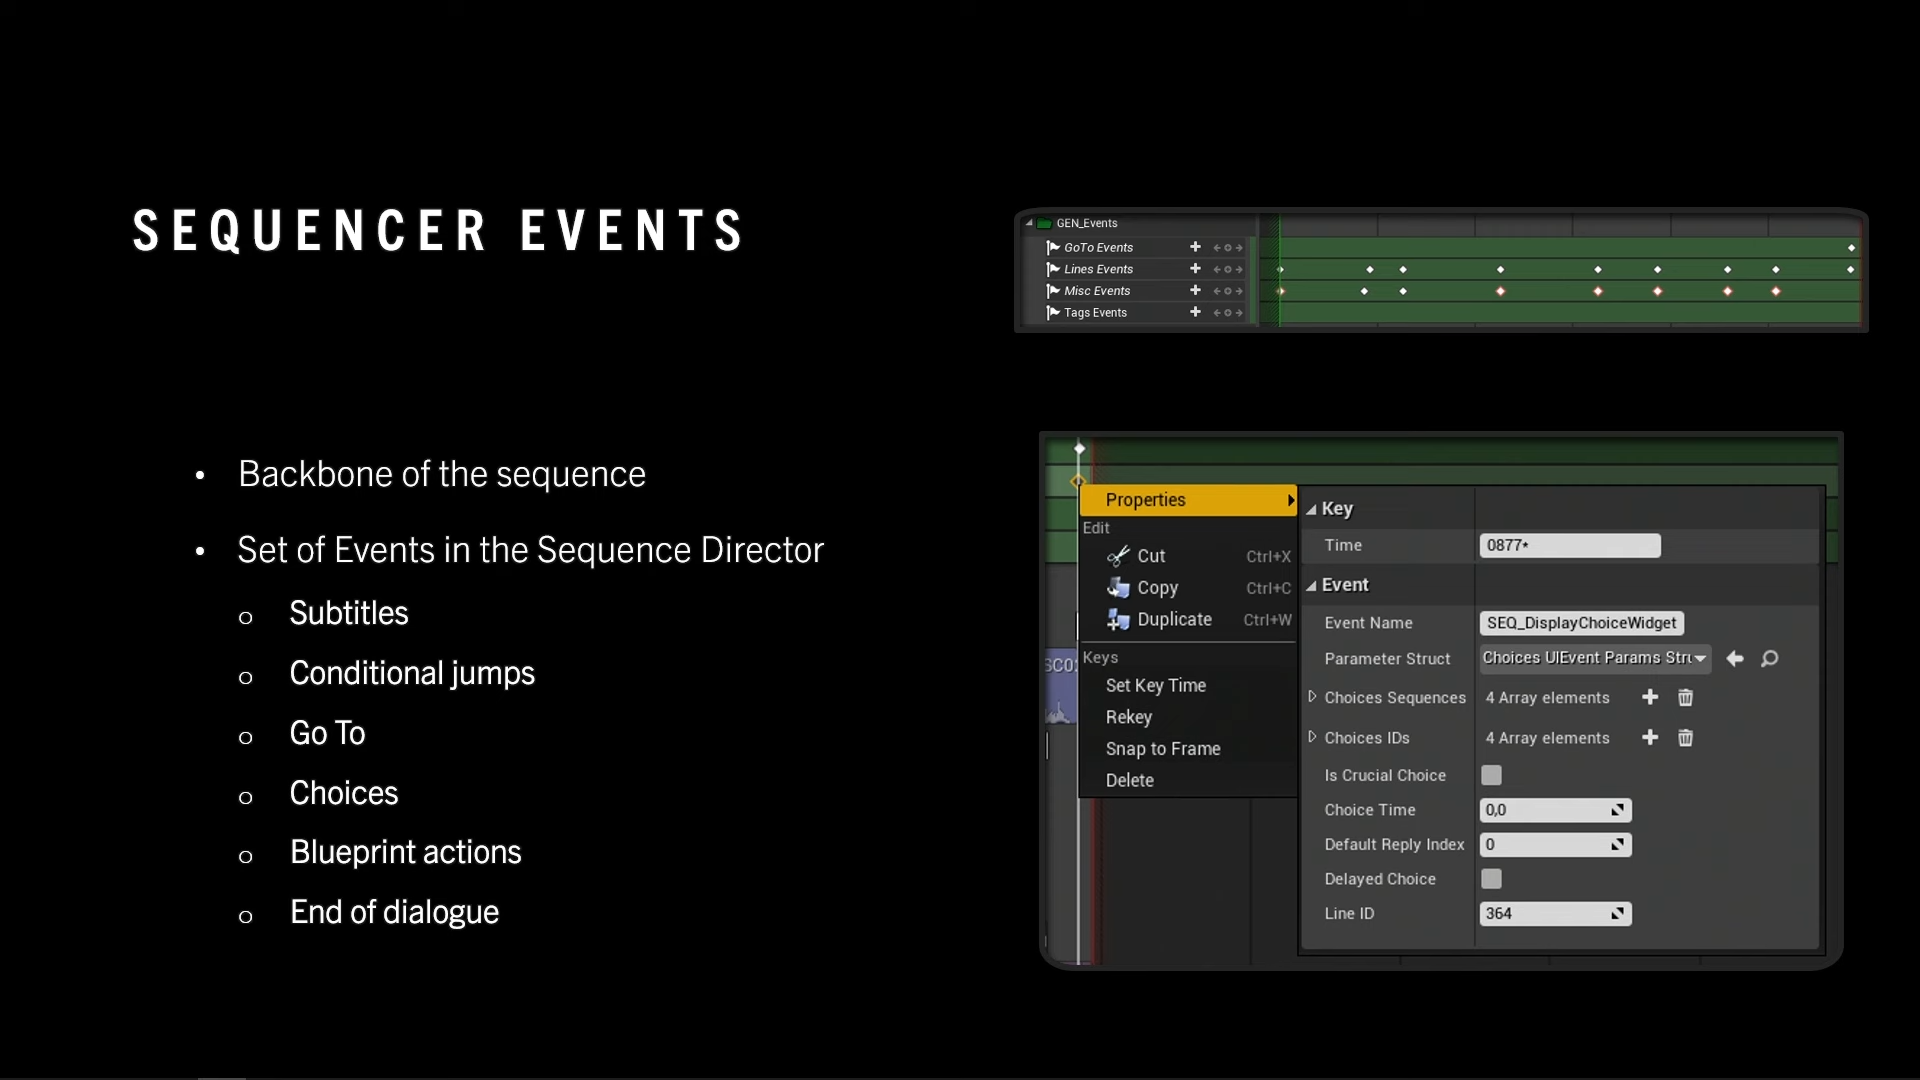 SEQUENCER EVENTS
• Backbone of the sequence
• Set of Events in the Sequence Director
o Subtitles
o Conditional jumps
o Go To
o Choices
o Blueprint actions
o End of dialogue
GEN_Events
GoTo Events
Lines Events
Misc Events
Tags Events
Properties
Edit
Cut Ctrl+X
Copy Ctrl+C
Duplicate Ctrl+W
Keys
Set Key Time
Rekey
Snap to Frame
Delete
Key
Time 0877*
Event
Event Name SEQ_DisplayChoiceWidget
Parameter Struct Choices UIEvent Params Stru
Choices Sequences 4 Array elements
Choices IDs 4 Array elements
Is Crucial Choice
Choice Time 0,0
Default Reply Index 0
Delayed Choice
Line ID 364